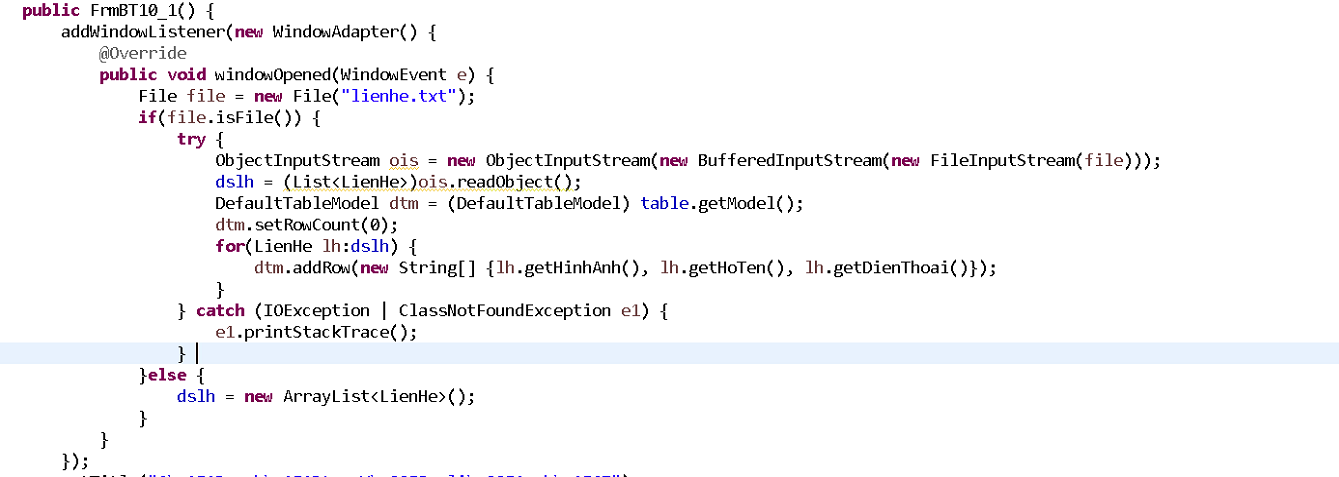 public FrmBT10_1() {
addWindowListener(new WindowAdapter() {
@Override
public void windowOpened(WindowEvent e) {
File file = new File("lienhe.txt");
if(file.isFile()) {
try {
ObjectInputStream ois = new ObjectInputStream(new BufferedInputStream(new FileInputStream(file)));
dslh = (List<LienHe>)ois.readObject();
DefaultTableModel dtm = (DefaultTableModel) table.getModel();
dtm.setRowCount(0);
for(LienHe lh:dslh) {
dtm.addRow(new String[] {lh.getHinhAnh(), lh.getHoTen(), lh.getDienThoai()});
}
} catch (IOException | ClassNotFoundException e1) {
e1.printStackTrace();
}
}else {
dslh = new ArrayList<LienHe>();
}
}
});